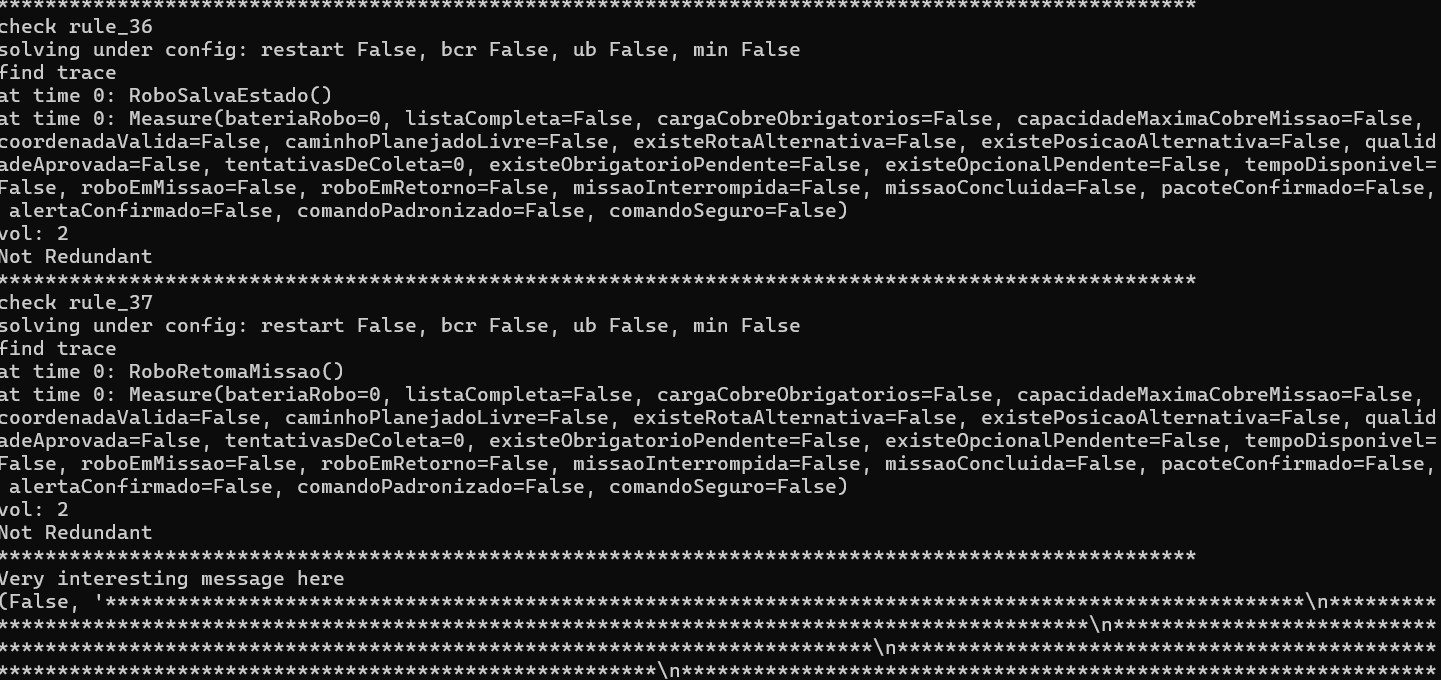 ****************************************************************************************************
check rule_36
solving under config: restart False, bcr False, ub False, min False
find trace
at time 0: RoboSalvaEstado()
at time 0: Measure(bateriaRobo=0, listaCompleta=False, cargaCobreObrigatorios=False, capacidadeMaximaCobreMissao=False,
coordenadaValida=False, caminhoPlanejadoLivre=False, existeRotaAlternativa=False, existePosicaoAlternativa=False, qualid
adeAprovada=False, tentativasDeColeta=0, existeObrigatorioPendente=False, existeOpcionalPendente=False, tempoDisponivel=
False, roboEmMissao=False, roboEmRetorno=False, missaoInterrompida=False, missaoConcluida=False, pacoteConfirmado=False,
 alertaConfirmado=False, comandoPadronizado=False, comandoSeguro=False)
vol: 2
Not Redundant
****************************************************************************************************
check rule_37
solving under config: restart False, bcr False, ub False, min False
find trace
at time 0: RoboRetomaMissao()
at time 0: Measure(bateriaRobo=0, listaCompleta=False, cargaCobreObrigatorios=False, capacidadeMaximaCobreMissao=False,
coordenadaValida=False, caminhoPlanejadoLivre=False, existeRotaAlternativa=False, existePosicaoAlternativa=False, qualid
adeAprovada=False, tentativasDeColeta=0, existeObrigatorioPendente=False, existeOpcionalPendente=False, tempoDisponivel=
False, roboEmMissao=False, roboEmRetorno=False, missaoInterrompida=False, missaoConcluida=False, pacoteConfirmado=False,
 alertaConfirmado=False, comandoPadronizado=False, comandoSeguro=False)
vol: 2
Not Redundant
****************************************************************************************************
Very interesting message here
(False, '****************************************************************************************************\n*********
*******************************************************************************************\n***************************
*************************************************************************\n*********************************************
*******************************************************\n***************************************************************